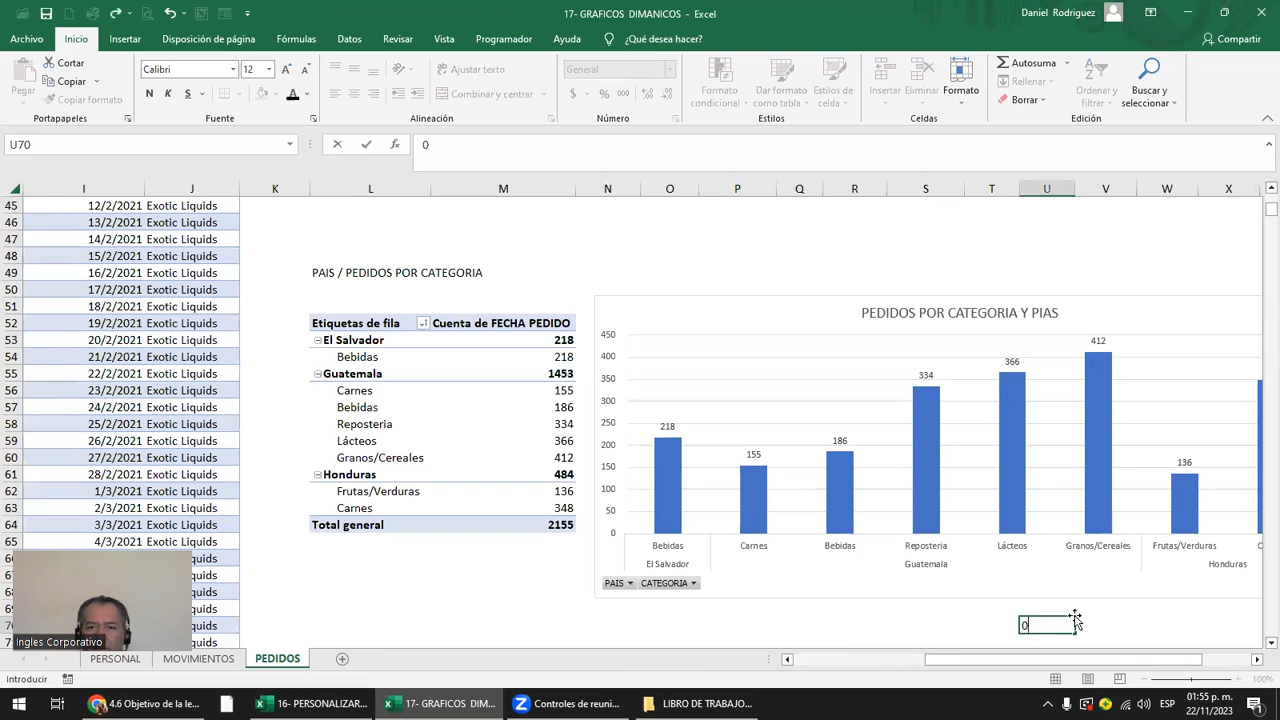 17- GRAFICOS DIMANICOS - Excel
Daniel Rodriguez
Archivo Inicio Insertar Disposición de página Fórmulas Datos Revisar Vista Programador Ayuda ¿Qué desea hacer? Compartir
Pegar
Cortar
Copiar
Copiar formato
Portapapeles
Calibri 12
N K S
Fuente
Ajustar texto
Combinar y centrar
Alineación
General
$ % 000
Número
Formato condicional
Dar formato como tabla
Estilos de celda
Estilos
Insertar Eliminar Formato
Celdas
Autosuma
Rellenar
Borrar
Ordenar y filtrar
Buscar y seleccionar
Edición
U70 fx 0
I J K L M N O P Q R S T U V W X
45 12/2/2021 Exotic Liquids
46 13/2/2021 Exotic Liquids
47 14/2/2021 Exotic Liquids
48 15/2/2021 Exotic Liquids
49 16/2/2021 Exotic Liquids PAIS / PEDIDOS POR CATEGORIA
50 17/2/2021 Exotic Liquids
51 18/2/2021 Exotic Liquids
52 19/2/2021 Exotic Liquids Etiquetas de fila Cuenta de FECHA PEDIDO
53 20/2/2021 Exotic Liquids El Salvador 218
54 21/2/2021 Exotic Liquids Bebidas 218
55 22/2/2021 Exotic Liquids Guatemala 1453
56 23/2/2021 Exotic Liquids Carnes 155
57 24/2/2021 Exotic Liquids Bebidas 186
58 25/2/2021 Exotic Liquids Reposteria 334
59 26/2/2021 Exotic Liquids Lácteos 366
60 27/2/2021 Exotic Liquids Granos/Cereales 412
61 28/2/2021 Exotic Liquids Honduras 484
62 1/3/2021 Exotic Liquids Frutas/Verduras 136
63 2/3/2021 Exotic Liquids Carnes 348
64 3/3/2021 Exotic Liquids Total general 2155
65 4/3/2021 Exotic Liquids
Exotic Liquids
Exotic Liquids
Exotic Liquids
Exotic Liquids
Exotic Liquids
Exotic Liquids
PEDIDOS POR CATEGORIA Y PIAS
450
400
350
300
250
200
150
100
50
0
218 155 186 334 366 412 136
Bebidas Carnes Bebidas Reposteria Lácteos Granos/Cereales Frutas/Verduras
El Salvador Guatemala Honduras
PAIS CATEGORIA
0
Ingles Corporativo
PERSONAL MOVIMIENTOS PEDIDOS
Introducir 100%
4.6 Objetivo de la le... 16- PERSONALIZAR... 17- GRAFICOS DIM... Controles de reuni... LIBRO DE TRABAJO... ESP 01:55 p. m.
22/11/2023